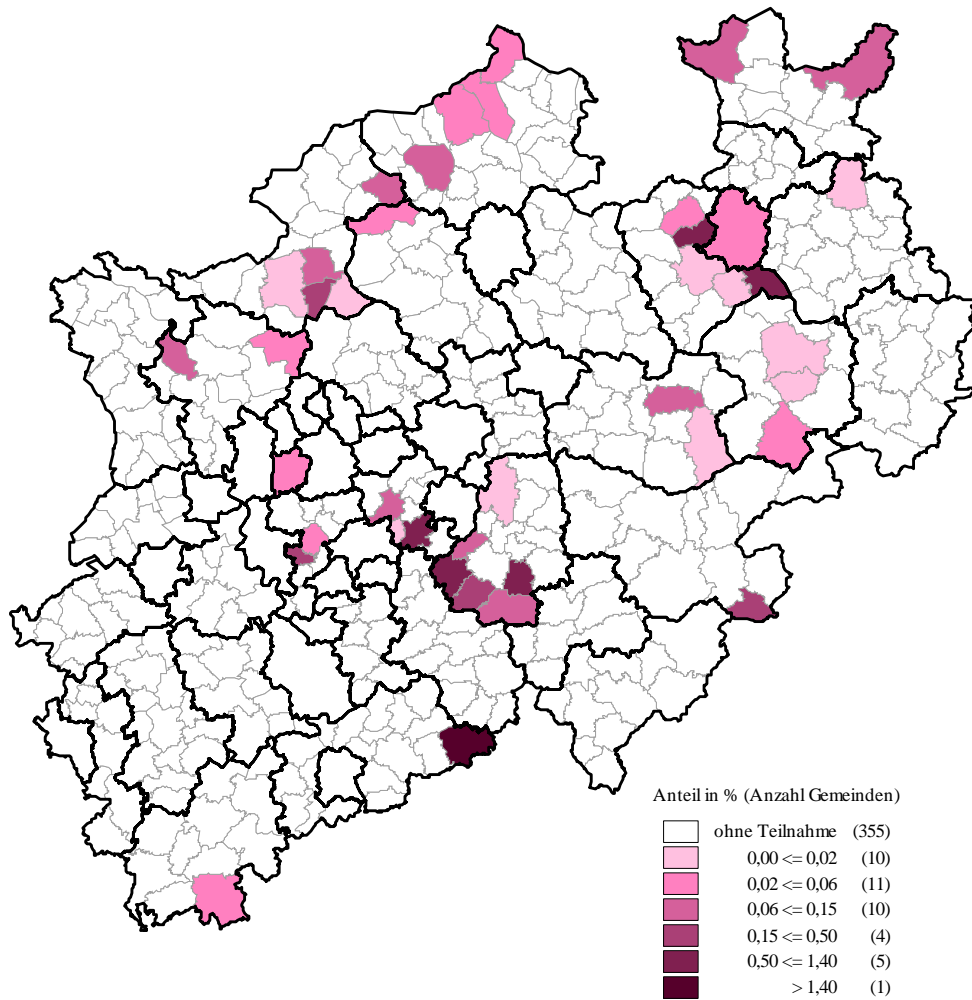 Anteil in % (Anzahl Gemeinden)
ohne Teilnahme (355)
0,00 <= 0,02 (10)
0,02 <= 0,06 (11)
0,06 <= 0,15 (10)
0,15 <= 0,50 (4)
0,50 <= 1,40 (5)
> 1,40 (1)